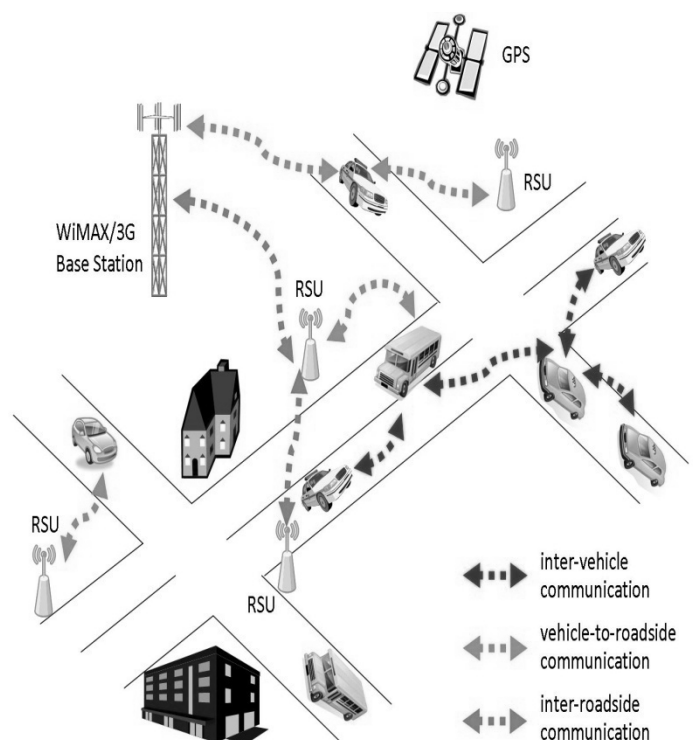 GPS
RSU
WiMAX/3G
Base Station
RSU
RSU
RSU
inter-vehicle
communication
vehicle-to-roadside
communication
inter-roadside
communication